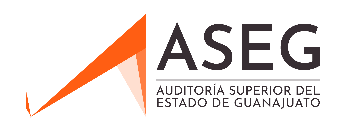 ASEG
AUDITORÍA SUPERIOR DEL
ESTADO DE GUANAJUATO